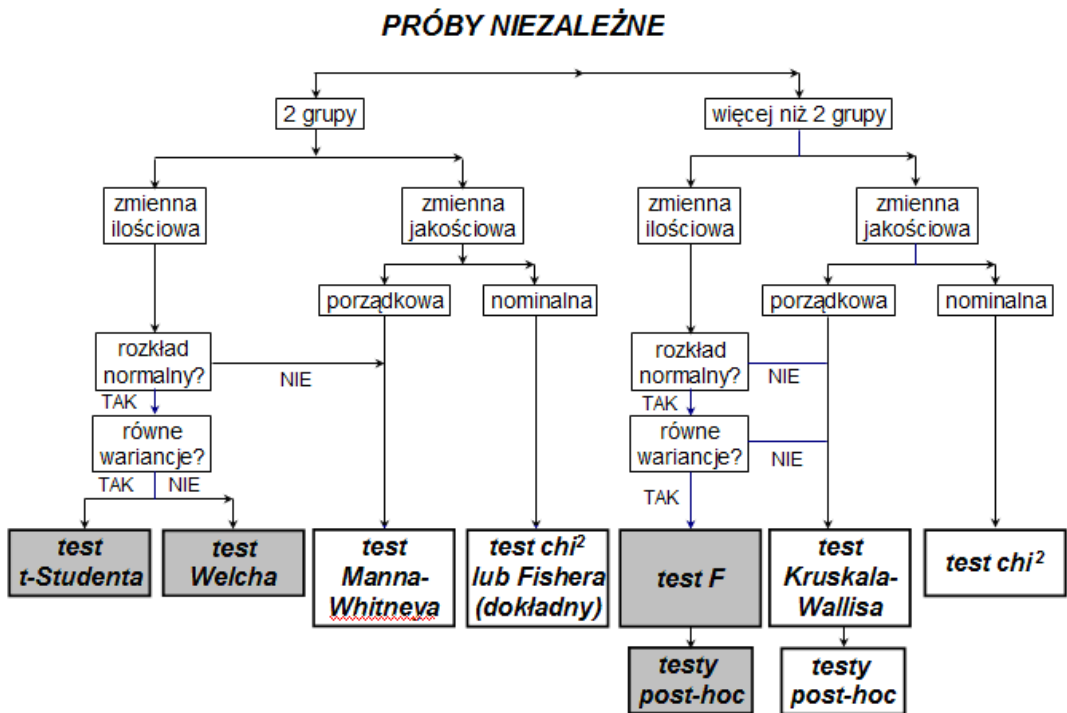 PRÓBY NIEZALEŻNE
2 grupy
więcej niż 2 grupy
zmienna
ilościowa
zmienna
jakościowa
zmienna
ilościowa
zmienna
jakościowa
porządkowa
nominalna
porządkowa
nominalna
rozkład
normalny?
NIE
TAK
rozkład
normalny?
NIE
TAK
równe
wariancje?
TAK
NIE
równe
wariancje?
NIE
TAK
test
t-Studenta
test
Welcha
test
Manna-
Whitneya
test chi²
lub Fishera
(dokładny)
test F
test
Kruskala-
Wallisa
test chi²
testy
post-hoc
testy
post-hoc